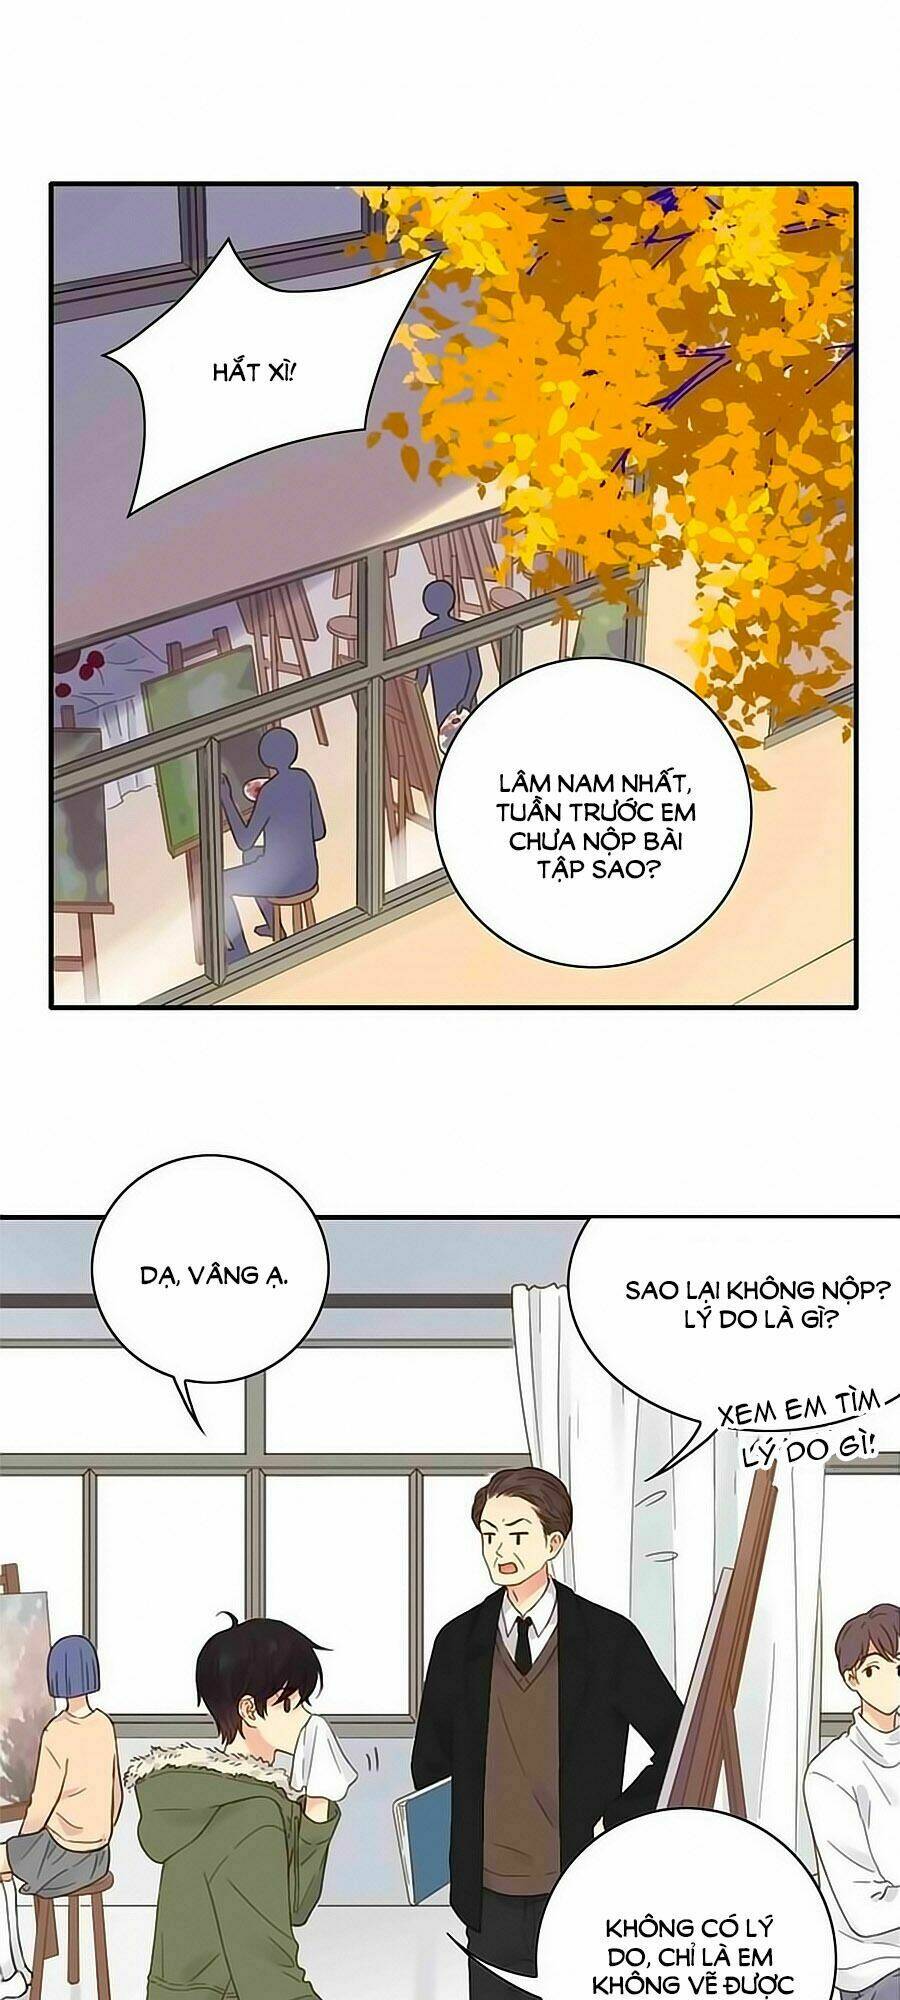 HẮT XÌ!
LÂM NAM NHẤT,
TUẦN TRƯỚC EM
CHƯA NỘP BÀI
TẬP SAO?
DẠ, VÂNG Ạ.
SAO LẠI KHÔNG NỘP?
LÝ DO LÀ GÌ?
XEM EM TÌM
LÝ DO GÌ!
KHÔNG CÓ LÝ
DO, CHỈ LÀ EM
KHÔNG VẼ ĐƯỢC